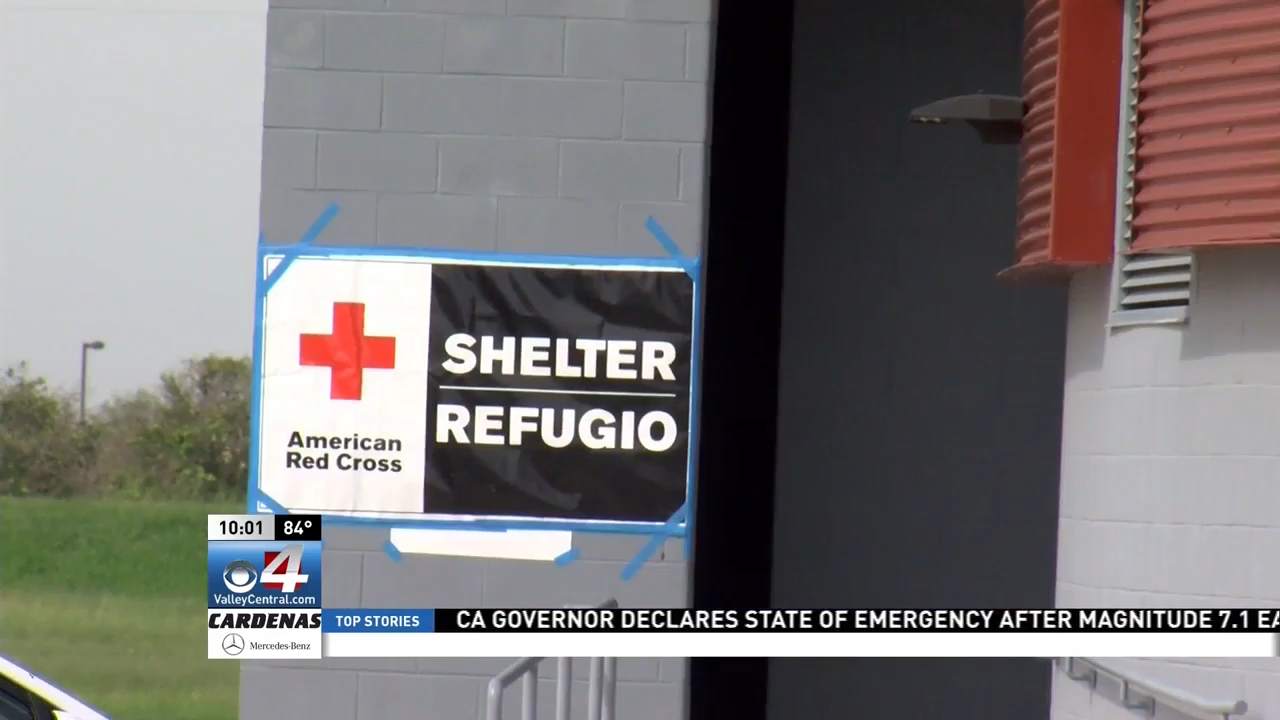 SHELTER
REFUGIO
American
Red Cross
10:01 84°
4
ValleyCentral.com
CARDENAS
Mercedes-Benz
TOP STORIES CA GOVERNOR DECLARES STATE OF EMERGENCY AFTER MAGNITUDE 7.1 EA